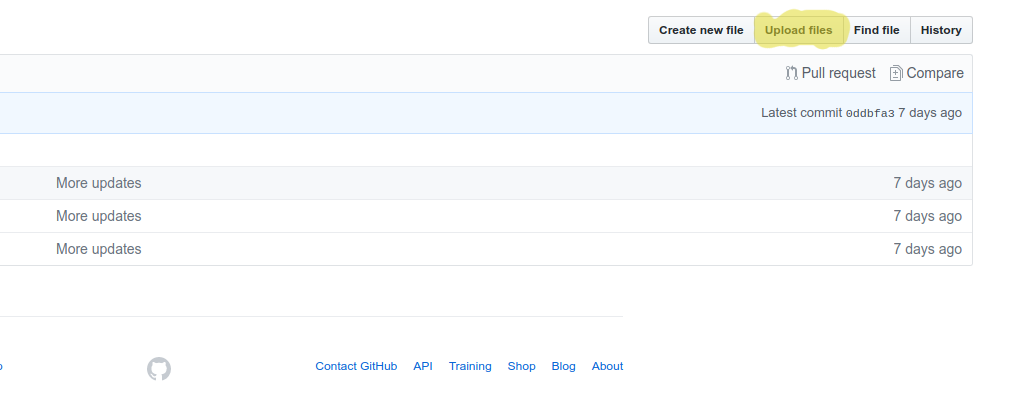 Create new file Upload files Find file History
Pull request Compare
Latest commit 0ddbfa3 7 days ago
More updates 7 days ago
More updates 7 days ago
More updates 7 days ago
Contact GitHub API Training Shop Blog About